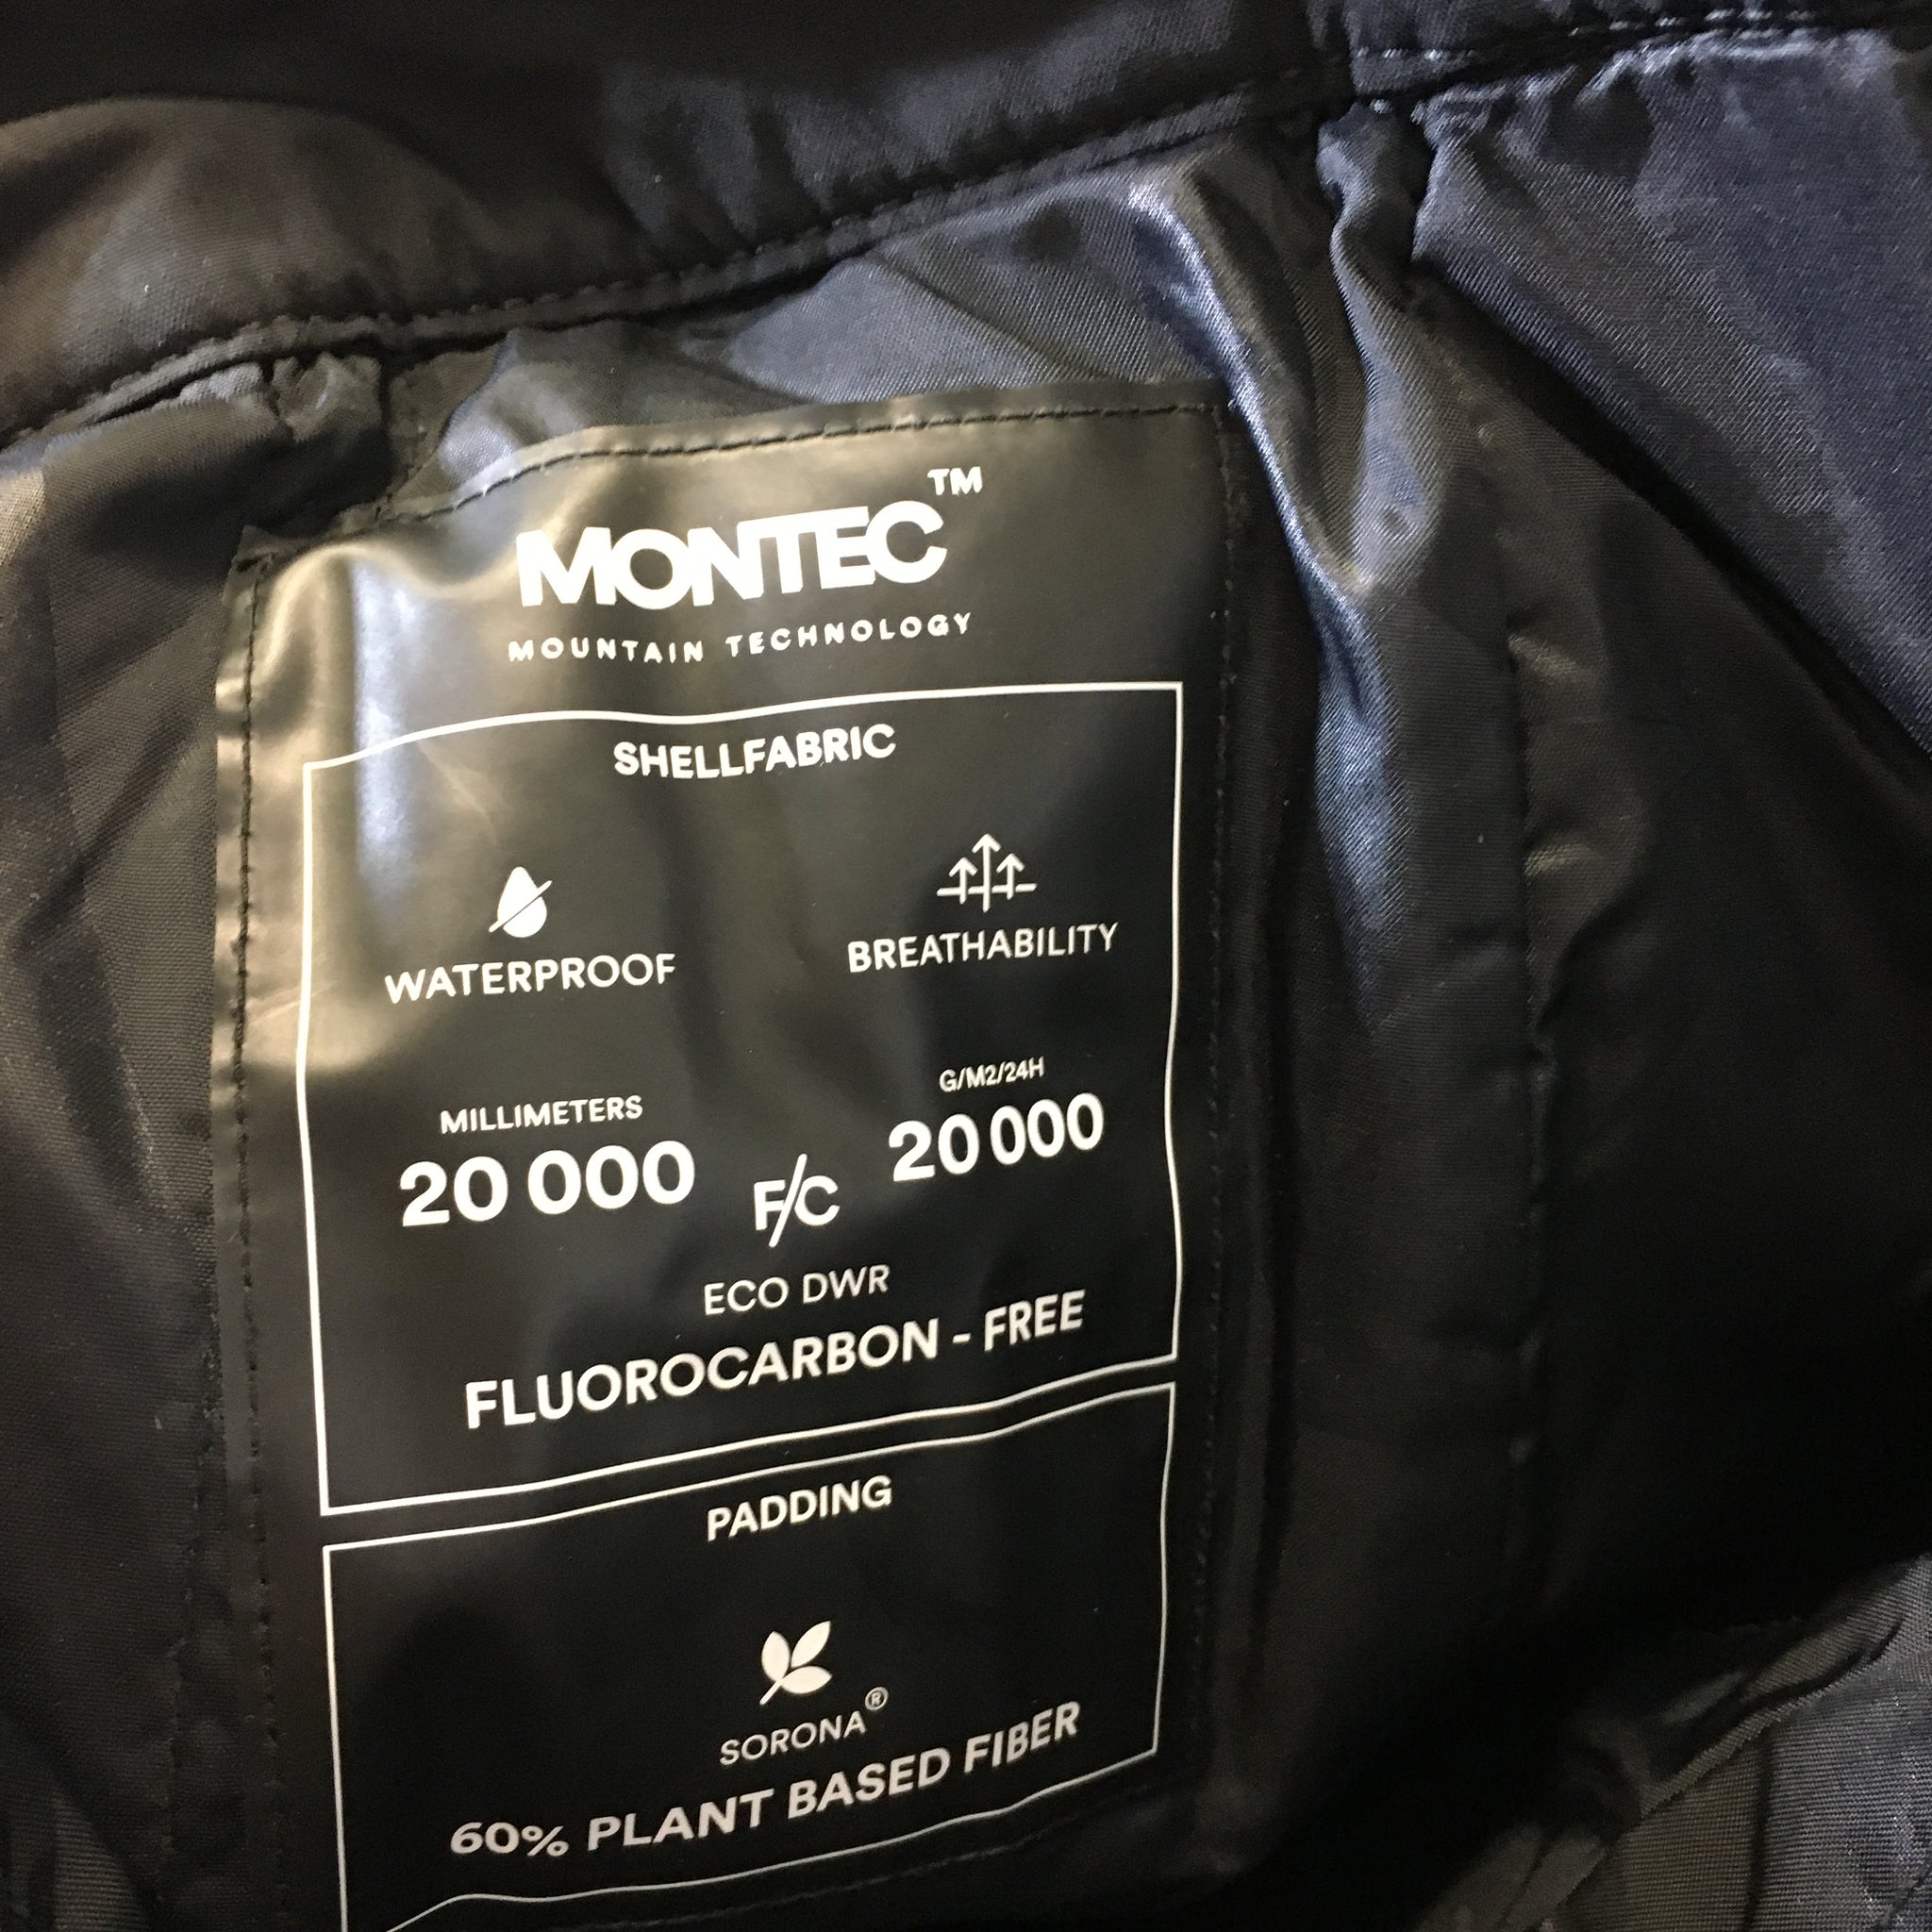 MONTEC™
MOUNTAIN TECHNOLOGY
SHELLFABRIC
WATERPROOF
BREATHABILITY
MILLIMETERS
20 000
G/M2/24H
20 000
F/C
ECO DWR
FLUOROCARBON - FREE
PADDING
SORONA®
60% PLANT BASED FIBER